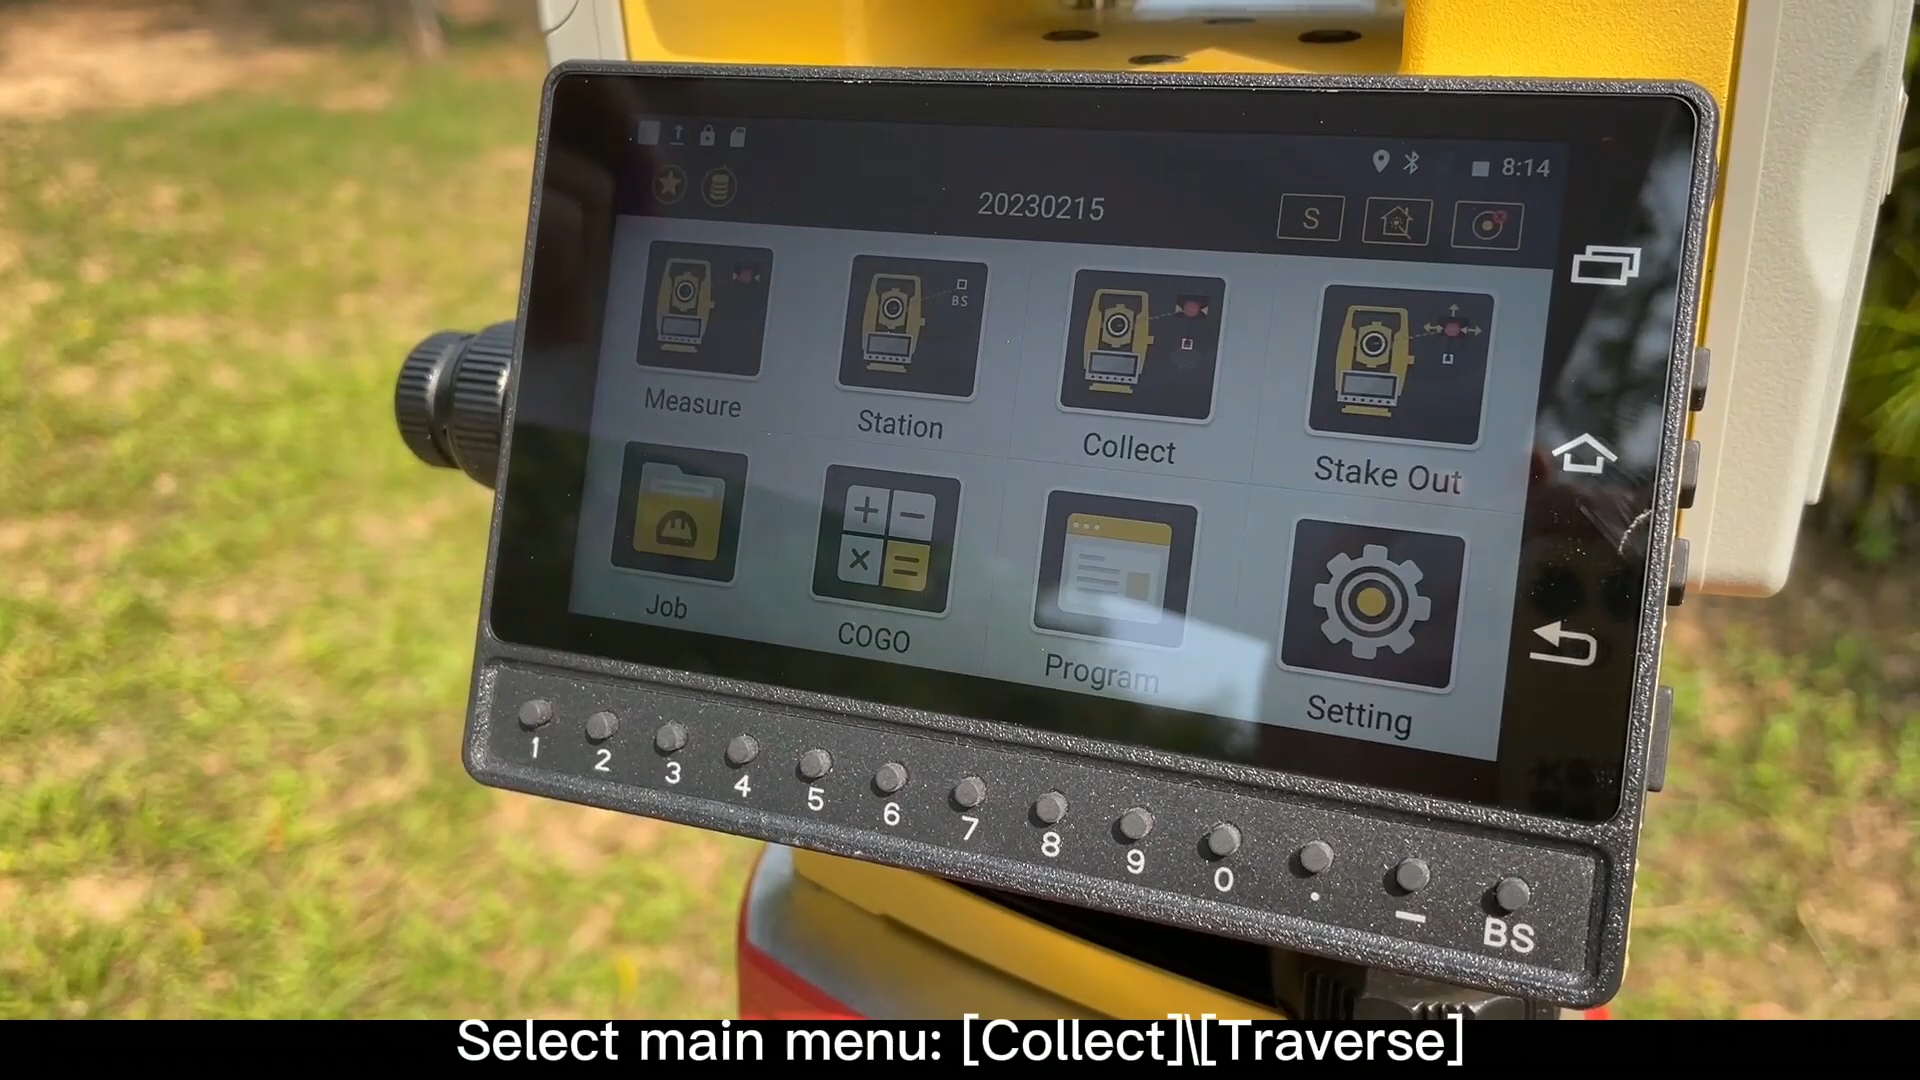 8:14
20230215
S
BS
Measure
Station
Collect
Stake Out
Job
COGO
Program
Setting
1 2 3 4 5 6 7 8 9 0 . - BS
Select main menu: [Collect]\[Traverse]